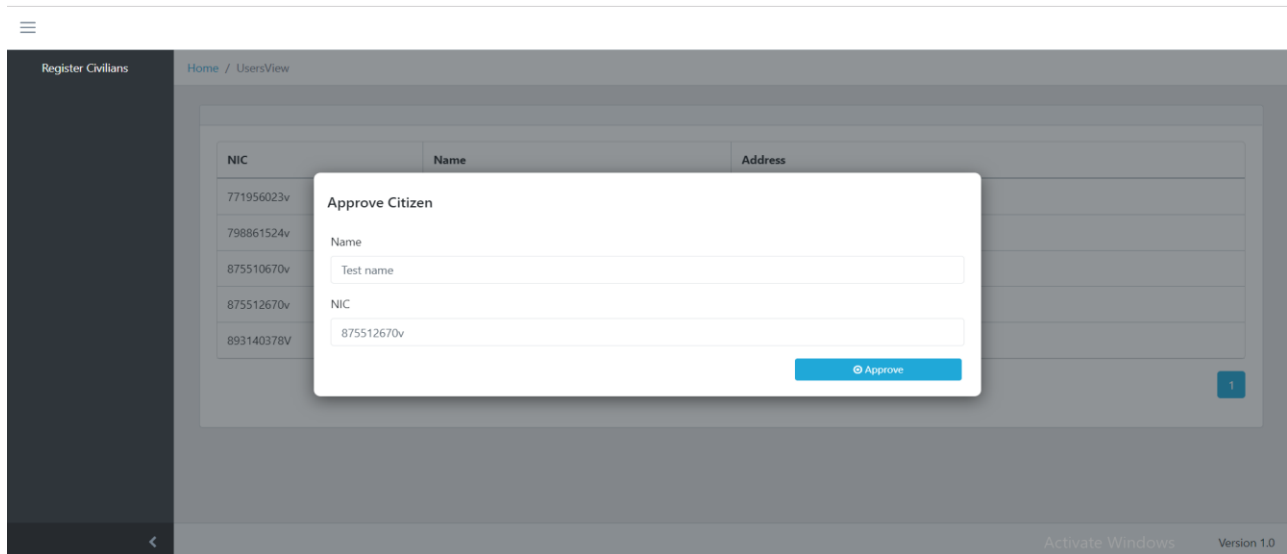 Register Civilians
Home / UsersView
NIC Name Address
771956023v
798861524v
875510670v
875512670v
893140378V
Approve Citizen
Name
Test name
NIC
875512670v
Approve
1
Activate Windows
Version 1.0